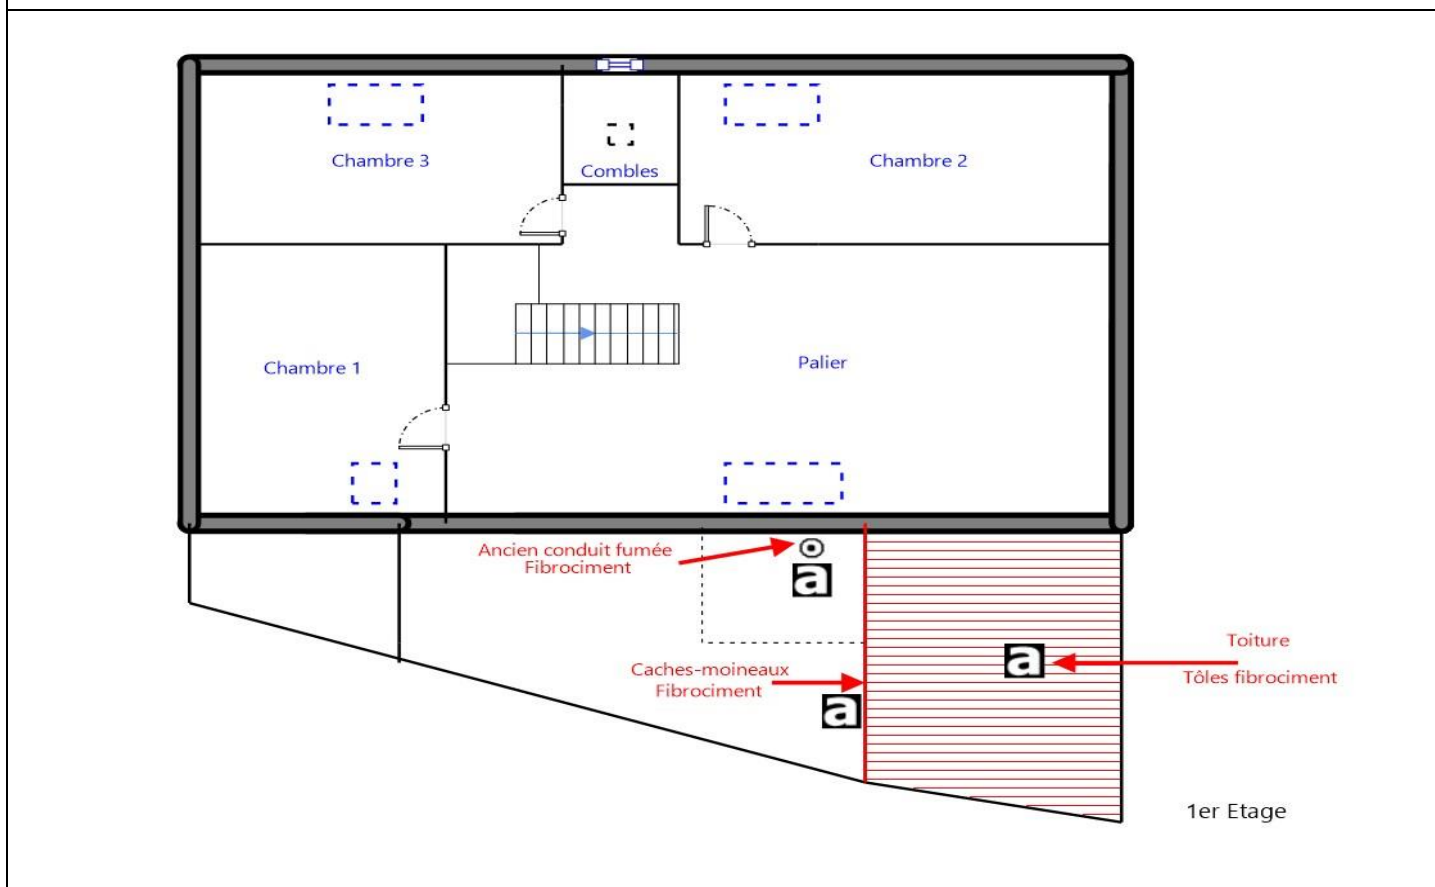 Chambre 3
Combles
Chambre 2
Chambre 1
Palier
Ancien conduit fumée
Fibrociment
a
Caches-moineaux
Fibrociment
a
a
Toiture
Tôles fibrociment
1er Etage